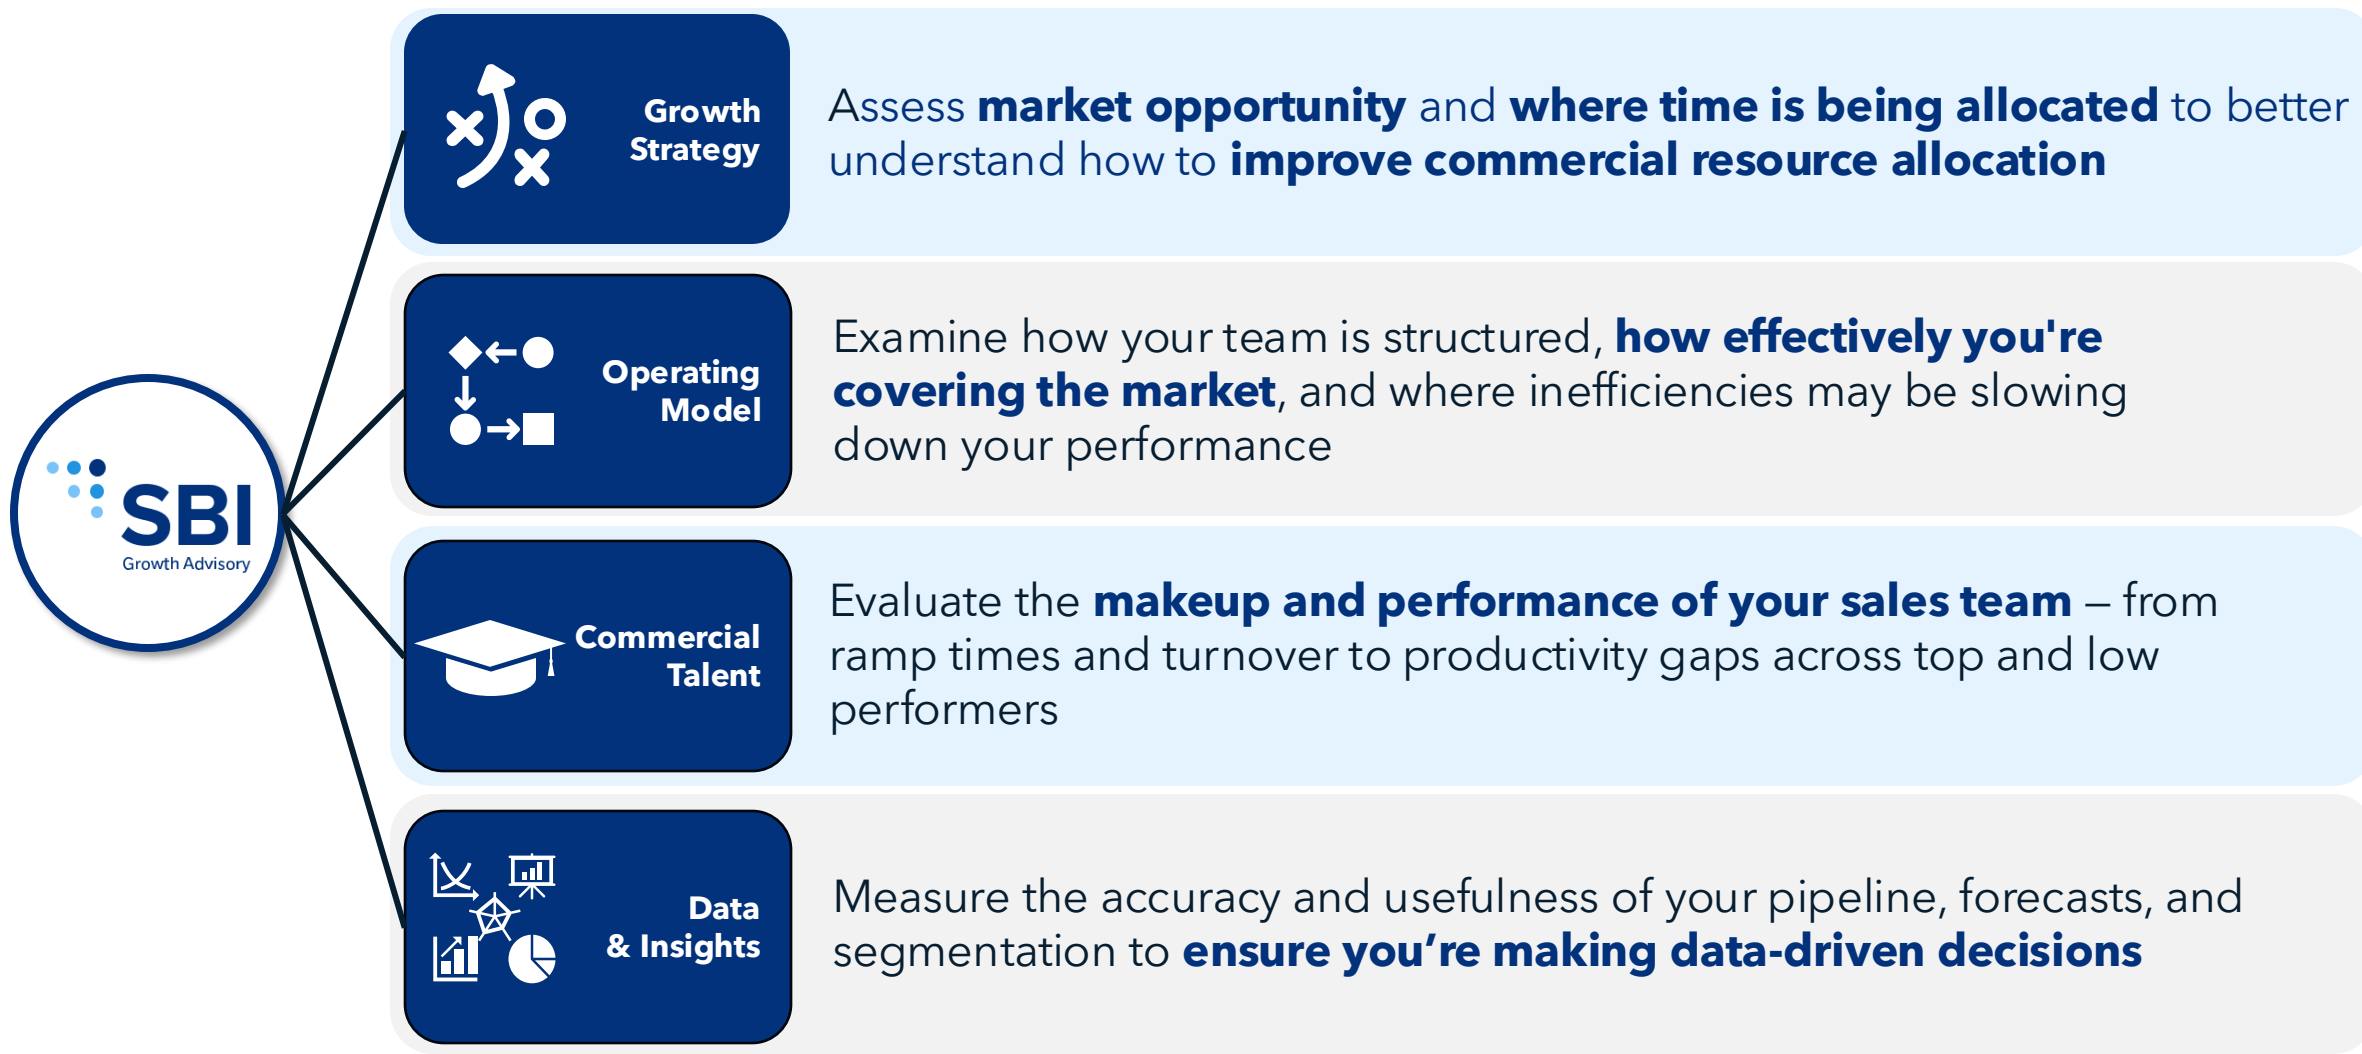 SBI
Growth Advisory
Growth
Strategy
Assess market opportunity and where time is being allocated to better
understand how to improve commercial resource allocation
Operating
Model
Examine how your team is structured, how effectively you're
covering the market, and where inefficiencies may be slowing
down your performance
Commercial
Talent
Evaluate the makeup and performance of your sales team – from
ramp times and turnover to productivity gaps across top and low
performers
Data
& Insights
Measure the accuracy and usefulness of your pipeline, forecasts, and
segmentation to ensure you’re making data-driven decisions